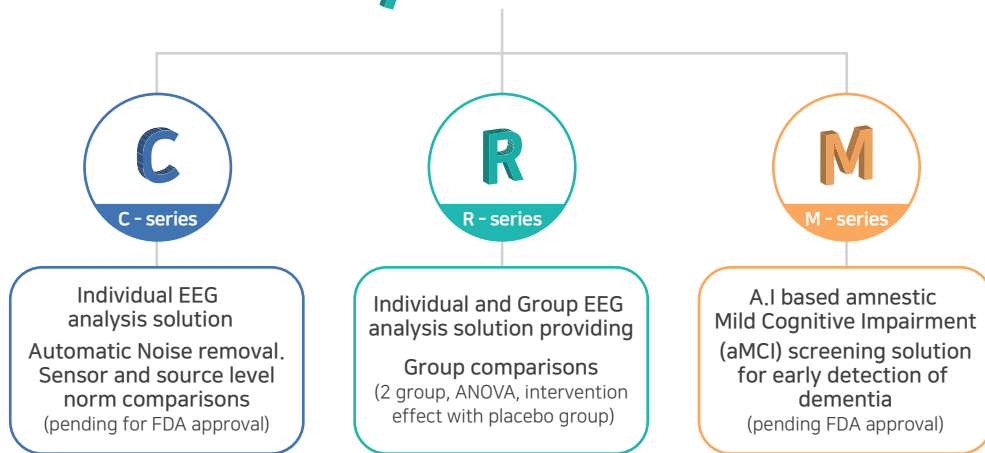 C
C - series
Individual EEG
analysis solution
Automatic Noise removal.
Sensor and source level
norm comparisons
(pending for FDA approval)
R
R - series
Individual and Group EEG
analysis solution providing
Group comparisons
(2 group, ANOVA, intervention
effect with placebo group)
M
M - series
A.I based amnestic
Mild Cognitive Impairment
(aMCI) screening solution
for early detection of
dementia
(pending FDA approval)